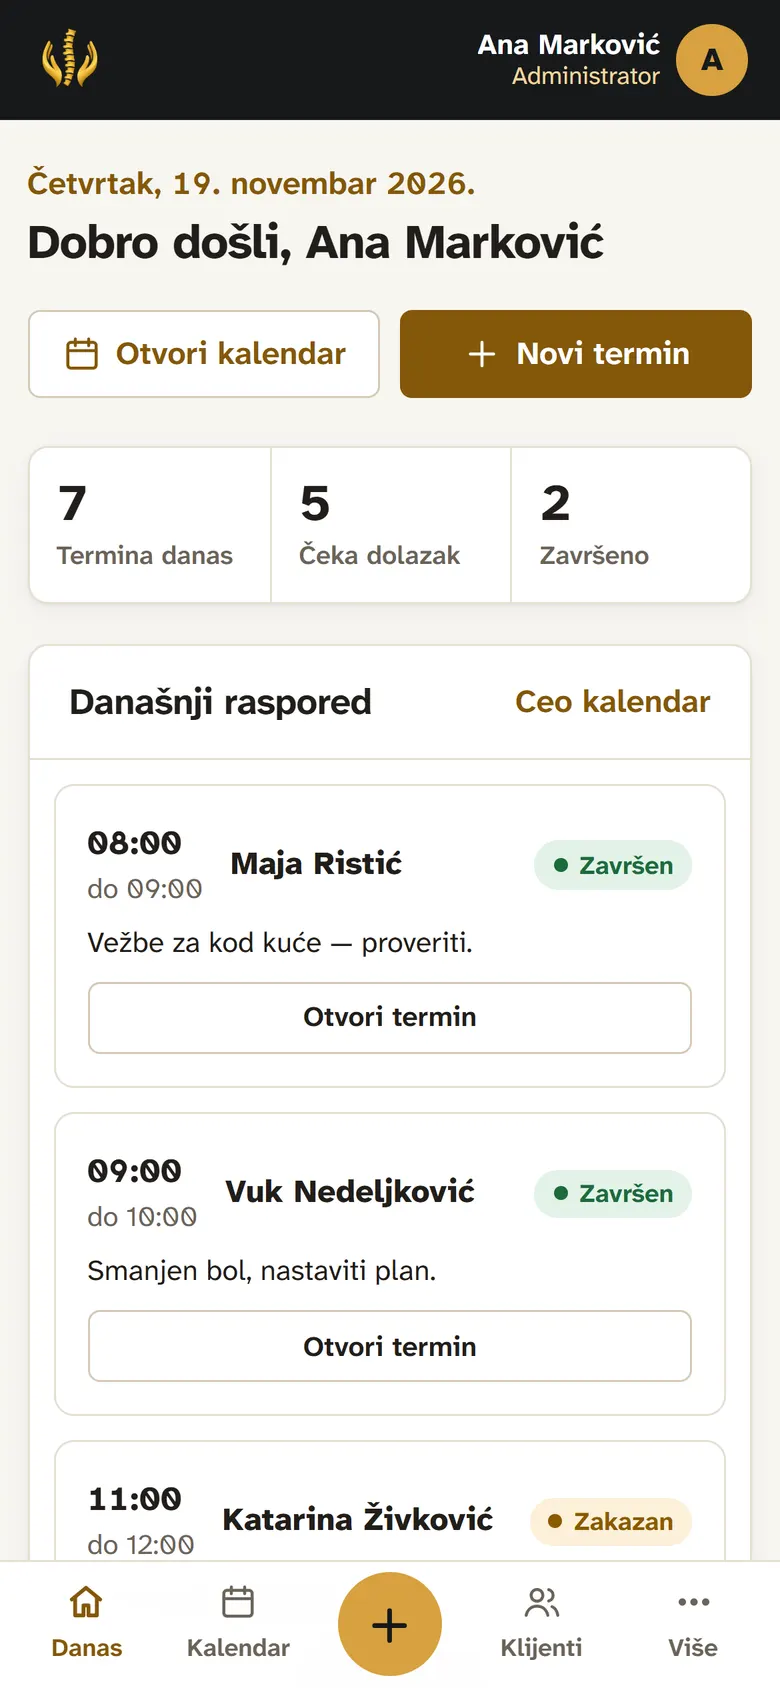 Ana Marković
Administrator
A
Četvrtak, 19. novembar 2026.
Dobro došli, Ana Marković
Otvori kalendar
Novi termin
7
Termina danas
5
Čeka dolazak
2
Završeno
Današnji raspored
Ceo kalendar
08:00
do 09:00
Maja Ristić
Završen
Vežbe za kod kuće — proveriti.
Otvori termin
09:00
do 10:00
Vuk Nedeljković
Završen
Smanjen bol, nastaviti plan.
Otvori termin
11:00
do 12:00
Katarina Živković
Zakazan
Danas
Kalendar
Klijenti
Više